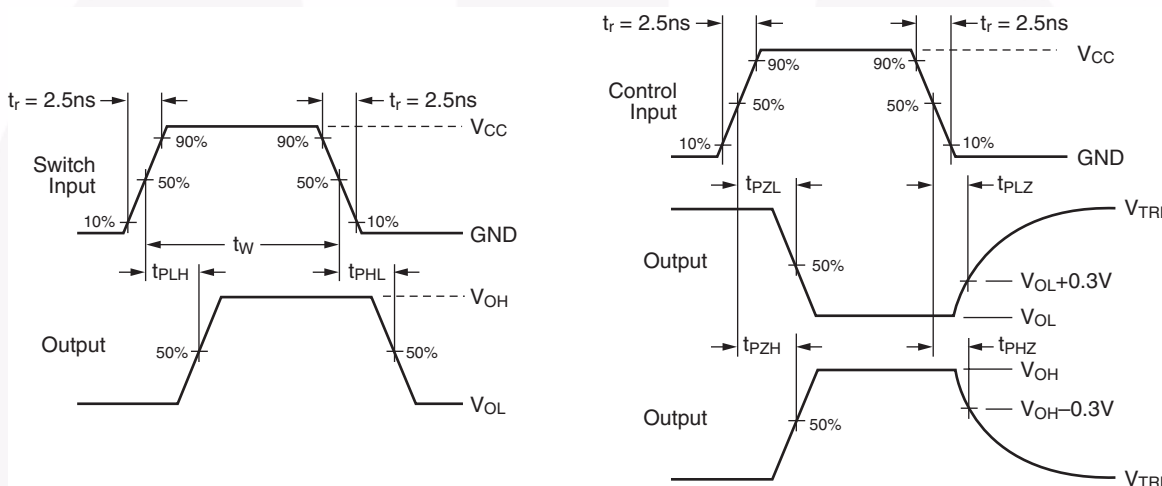 tr = 2.5ns
tr = 2.5ns
VCC
90%
90%
Switch
Input
50%
50%
10%
10%
GND
tW
tPLH
tPHL
VOH
Output
50%
50%
VOL
tr = 2.5ns
tr = 2.5ns
VCC
90%
90%
Control
Input
50%
50%
10%
10%
GND
tPZL
tPLZ
VTRI
Output
50%
VOL+0.3V
VOL
tPZH
tPHZ
VOH
VOH–0.3V
Output
50%
VTRI